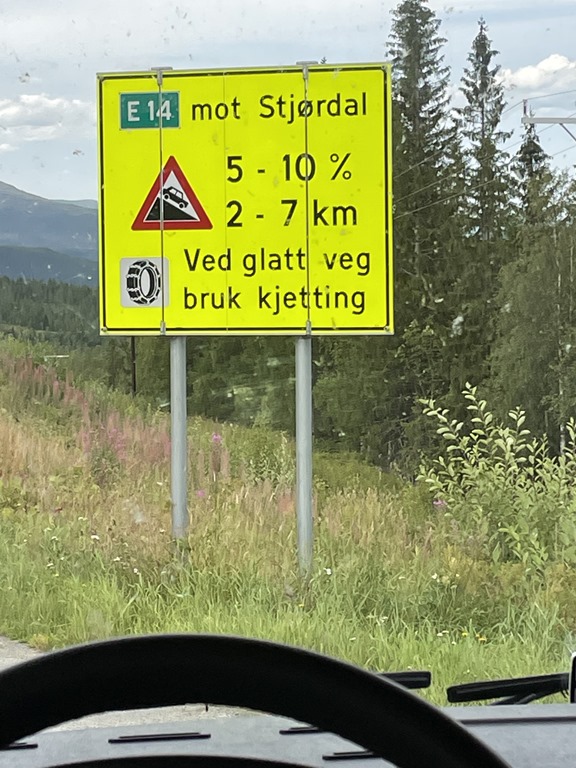 E 14 mot Stjørdal
5 - 10 %
2 - 7 km
Ved glatt veg
bruk kjetting